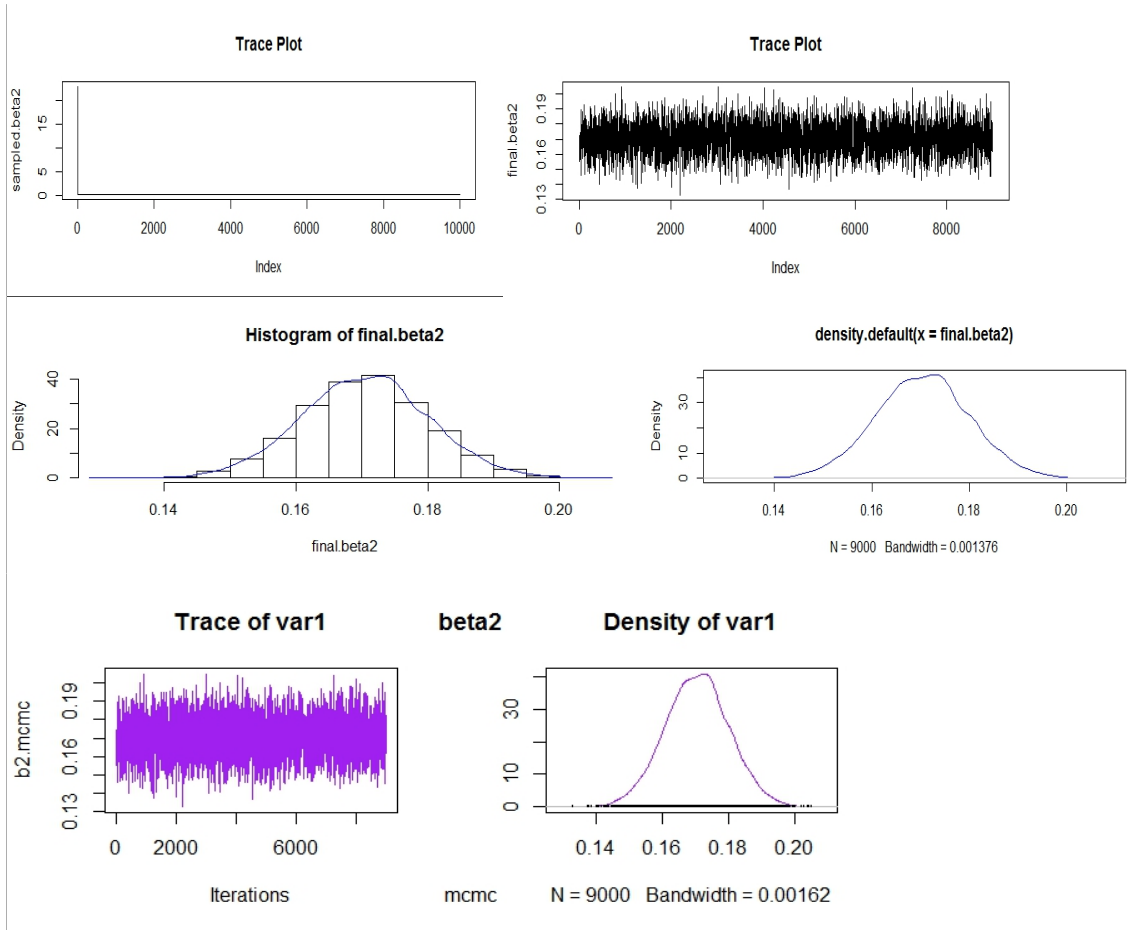 Trace Plot
sampled.beta2
15
5
0
0 2000 4000 6000 8000 10000
Index
Trace Plot
final.beta2
0.19
0.16
0.13
0 2000 4000 6000 8000
Index
Histogram of final.beta2
Density
40
20
0
0.14 0.16 0.18 0.20
final.beta2
density.default(x = final.beta2)
Density
30
0
0.14 0.16 0.18 0.20
N = 9000 Bandwidth = 0.001376
Trace of var1
b2.mcmc
0.19
0.16
0.13
0 2000 6000
Iterations
beta2
mcmc
Density of var1
30
10
0
0.14 0.16 0.18 0.20
N = 9000 Bandwidth = 0.00162